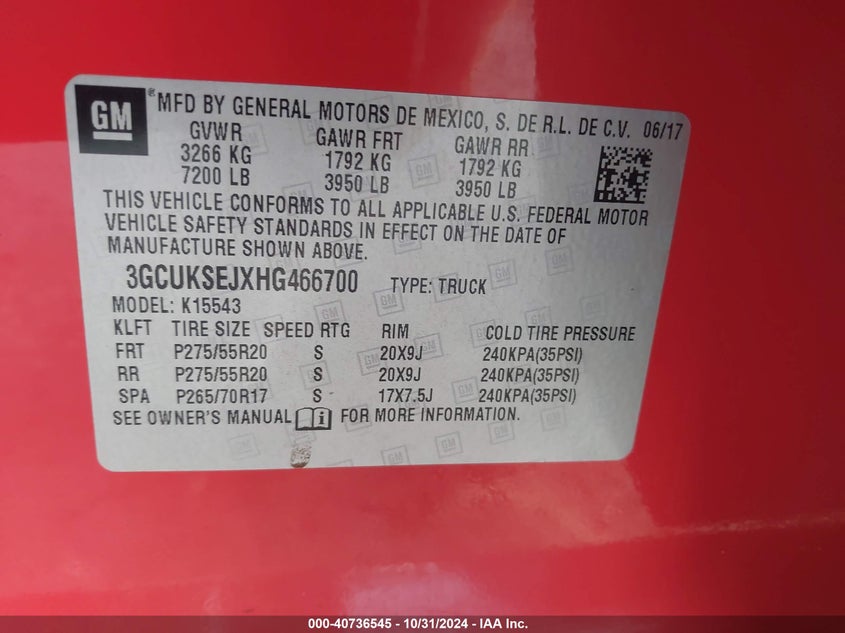 GM ® MFD BY GENERAL MOTORS DE MEXICO, S. DE R.L. DE C.V. 06/17
GVWR GAWR FRT GAWR RR
3266 KG 1792 KG 1792 KG
7200 LB 3950 LB 3950 LB
THIS VEHICLE CONFORMS TO ALL APPLICABLE U.S. FEDERAL MOTOR
VEHICLE SAFETY STANDARDS IN EFFECT ON THE DATE OF
MANUFACTURE SHOWN ABOVE.
3GCUKSEJXHG466700 TYPE: TRUCK
MODEL: K15543
KLFT TIRE SIZE SPEED RTG RIM COLD TIRE PRESSURE
FRT P275/55R20 S 20X9J 240KPA(35PSI)
RR P275/55R20 S 20X9J 240KPA(35PSI)
SPA P265/70R17 S 17X7.5J 240KPA(35PSI)
SEE OWNER'S MANUAL i FOR MORE INFORMATION.
000-40736545 - 10/31/2024 - IAA Inc.